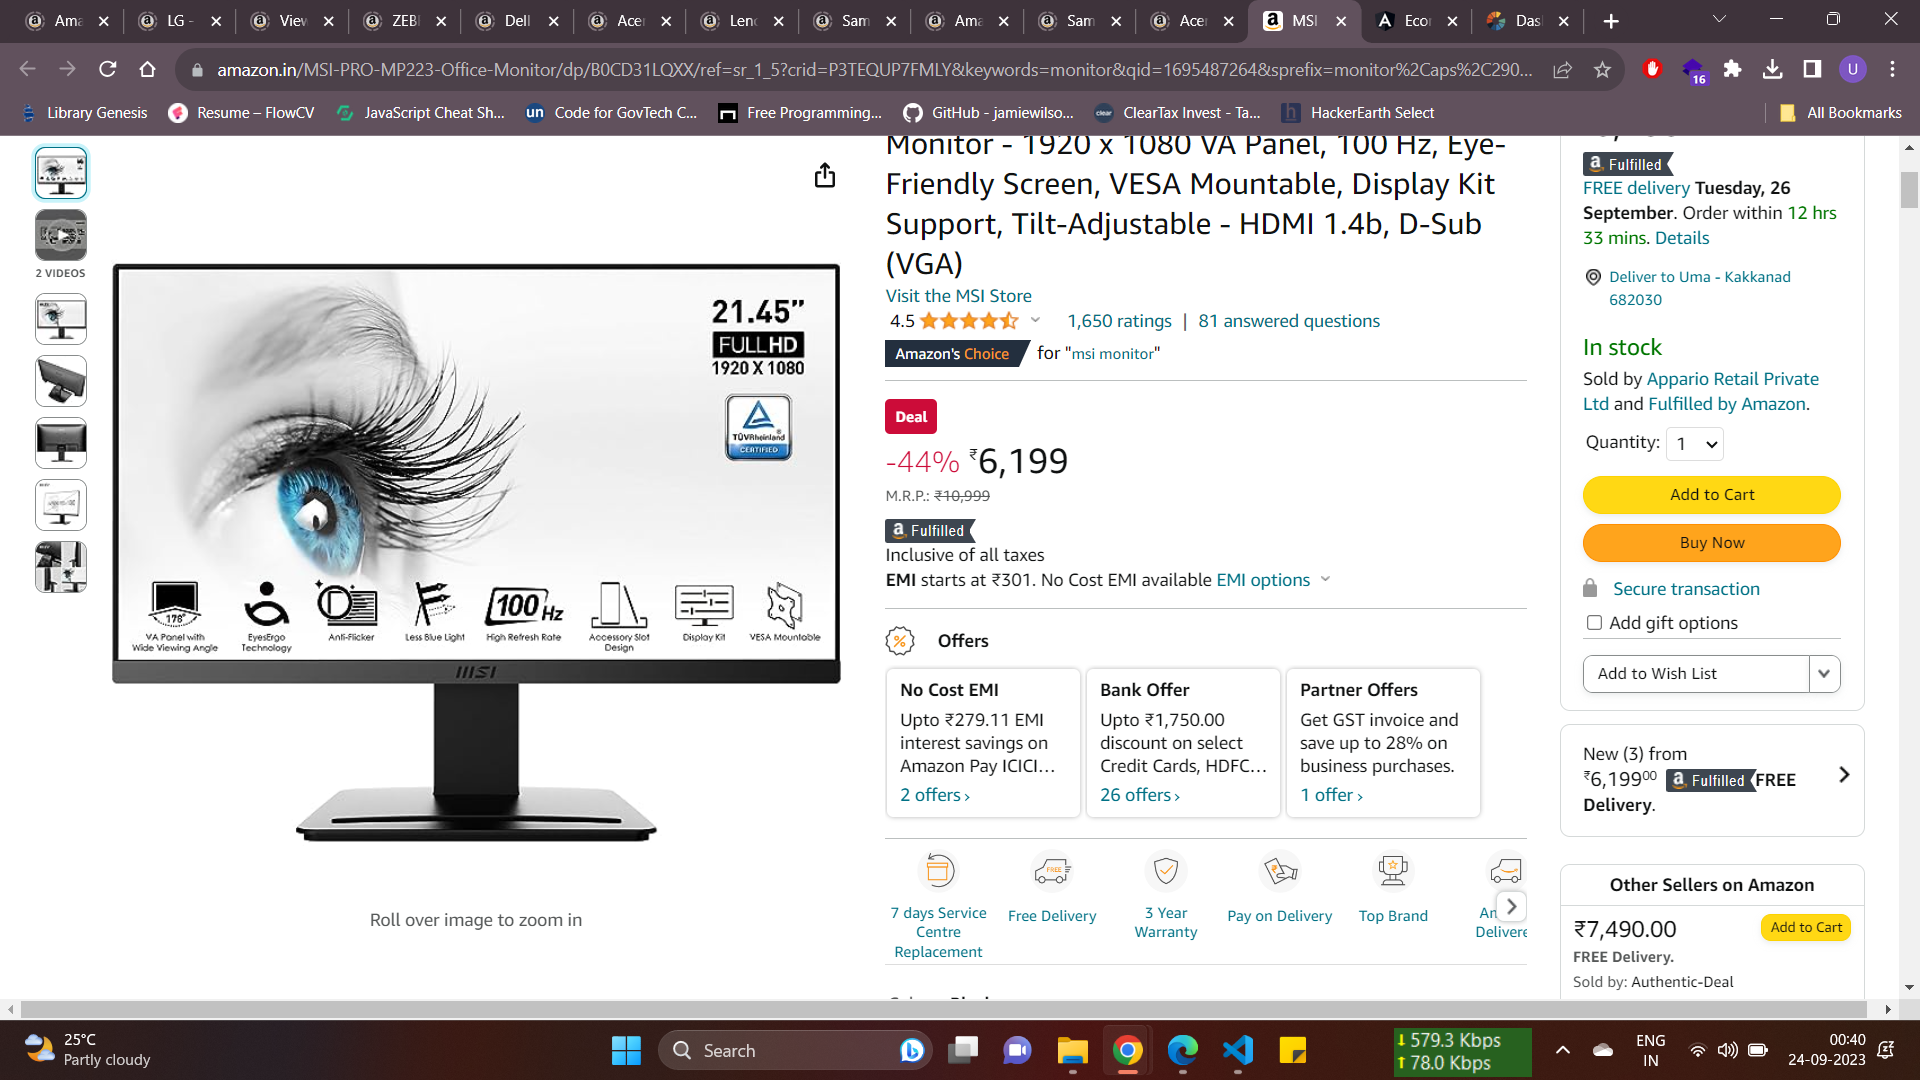 Ama
LG -
View
ZEBI
Dell
Acer
Len
Sam
Ama
Sam
Acer
MSI
Ecor
Das
amazon.in/MSI-PRO-MP223-Office-Monitor/dp/B0CD31LQXX/ref=sr_1_5?crid=P3TEQUP7FMLY&keywords=monitor&qid=1695487264&sprefix=monitor%2Caps%2C290...
16
U
Library Genesis
Resume – FlowCV
JavaScript Cheat Sh...
un Code for GovTech C...
Free Programming...
GitHub - jamiewilso...
clear ClearTax Invest - Ta...
h HackerEarth Select
All Bookmarks
2 VIDEOS
21.45”
FULL HD
1920 X 1080
TÜVRheinland
CERTIFIED
178°
VA Panel with
Wide Viewing Angle
EyesErgo
Technology
Anti-Flicker
Less Blue Light
100Hz
High Refresh Rate
Accessory Slot
Design
Display Kit
VESA Mountable
msi
Roll over image to zoom in
Monitor - 1920 x 1080 VA Panel, 100 Hz, Eye-
Friendly Screen, VESA Mountable, Display Kit
Support, Tilt-Adjustable - HDMI 1.4b, D-Sub
(VGA)
Visit the MSI Store
4.5 1,650 ratings | 81 answered questions
Amazon's Choice for "msi monitor"
Deal
-44% ₹6,199
M.R.P.: ₹10,999
a Fulfilled
Inclusive of all taxes
EMI starts at ₹301. No Cost EMI available EMI options
% Offers
No Cost EMI
Upto ₹279.11 EMI
interest savings on
Amazon Pay ICICI...
2 offers ›
Bank Offer
Upto ₹1,750.00
discount on select
Credit Cards, HDFC...
26 offers ›
Partner Offers
Get GST invoice and
save up to 28% on
business purchases.
1 offer ›
7 days Service
Centre
Replacement
FREE
Free Delivery
3 Year
Warranty
Pay on Delivery
Top Brand
Delivere
a Fulfilled
FREE delivery Tuesday, 26
September. Order within 12 hrs
33 mins. Details
Deliver to Uma - Kakkanad
682030
In stock
Sold by Appario Retail Private
Ltd and Fulfilled by Amazon.
Quantity: 1
Add to Cart
Buy Now
Secure transaction
Add gift options
Add to Wish List
New (3) from
₹6,199⁰⁰ a Fulfilled FREE
Delivery.
Other Sellers on Amazon
₹7,490.00
Add to Cart
FREE Delivery.
Sold by: Authentic-Deal
25°C
Partly cloudy
Search
579.3 Kbps
78.0 Kbps
ENG
IN
00:40
24-09-2023